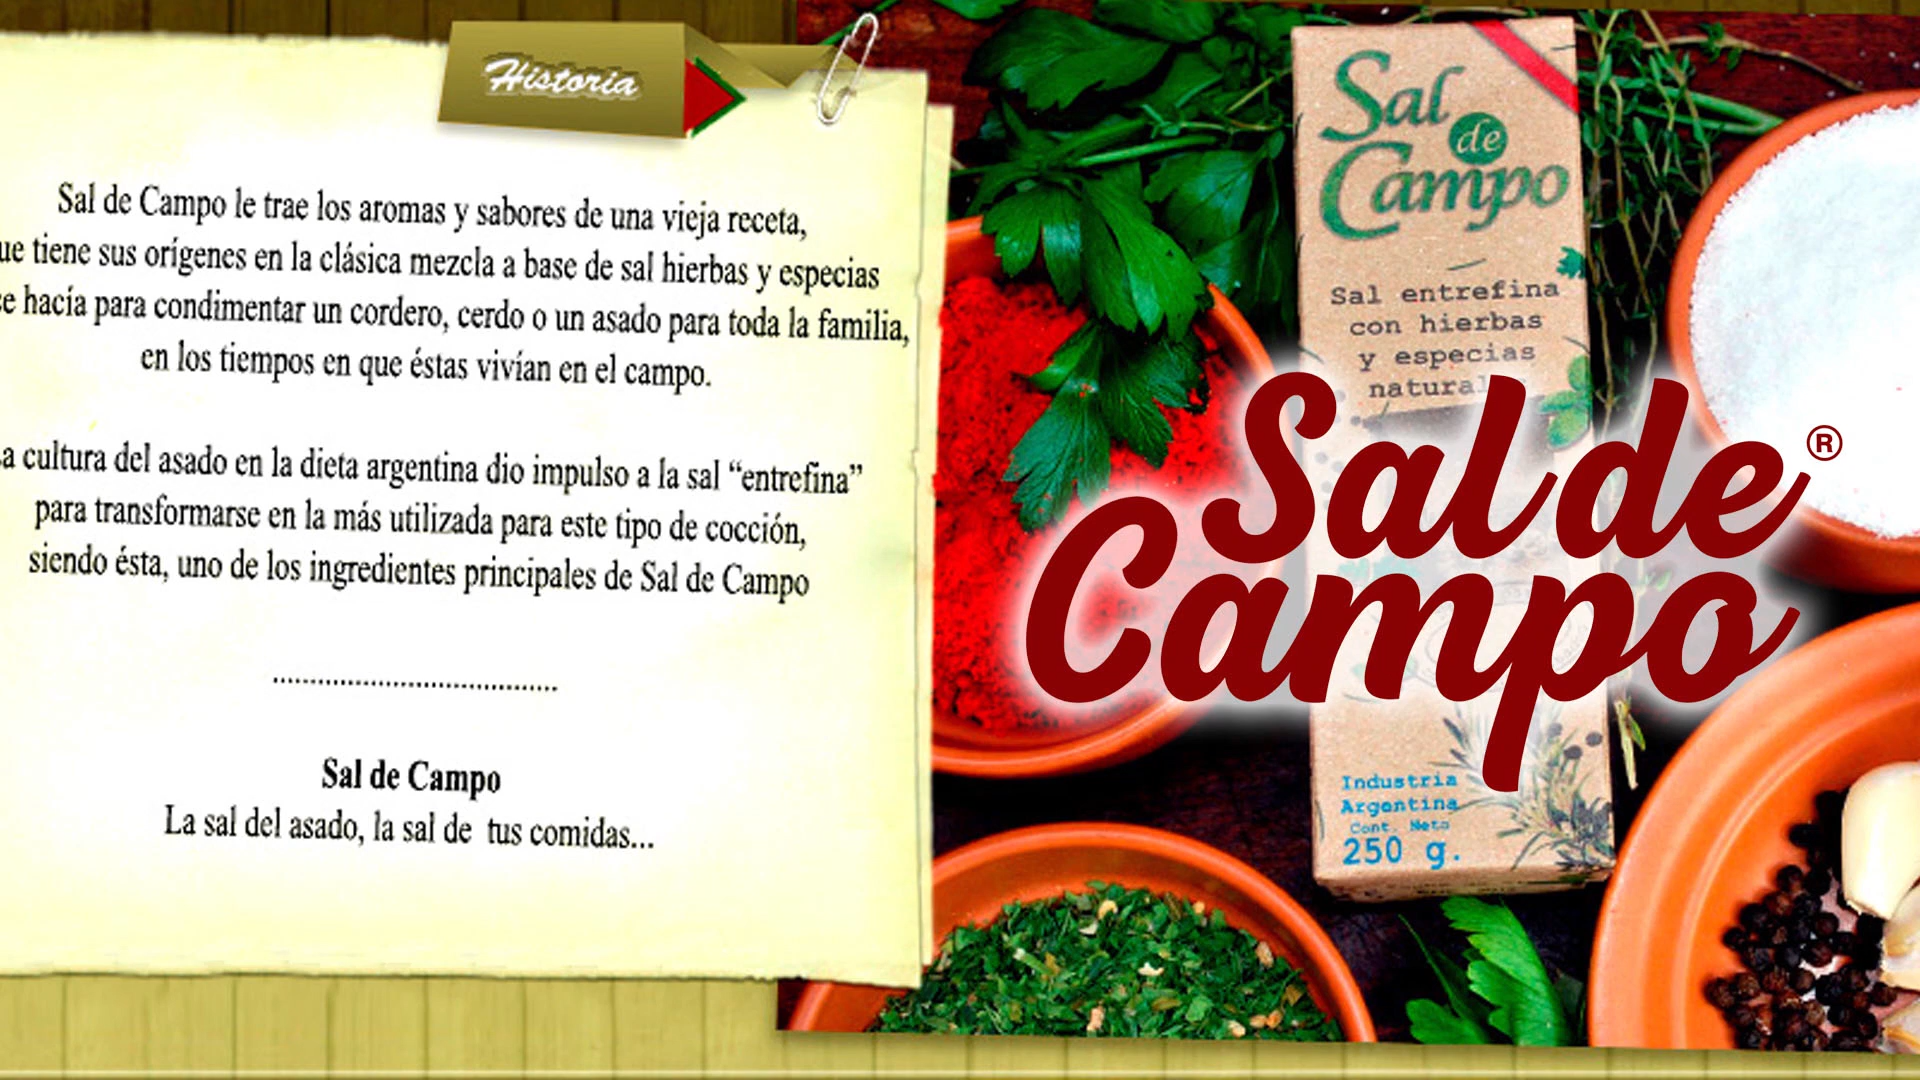 Historia
Sal de Campo le trae los aromas y sabores de una vieja receta,
ue tiene sus orígenes en la clásica mezcla a base de sal hierbas y especias
e hacía para condimentar un cordero, cerdo o un asado para toda la familia,
en los tiempos en que éstas vivían en el campo.
a cultura del asado en la dieta argentina dio impulso a la sal “entrefina”
para transformarse en la más utilizada para este tipo de cocción,
siendo ésta, uno de los ingredientes principales de Sal de Campo
Sal de Campo
La sal del asado, la sal de tus comidas...
Sal
de
Campo
Sal entrefina
con hierbas
y especias
natural
Sal de ®
Campo
Industria
Argentina
Cont. Neto
250 g.